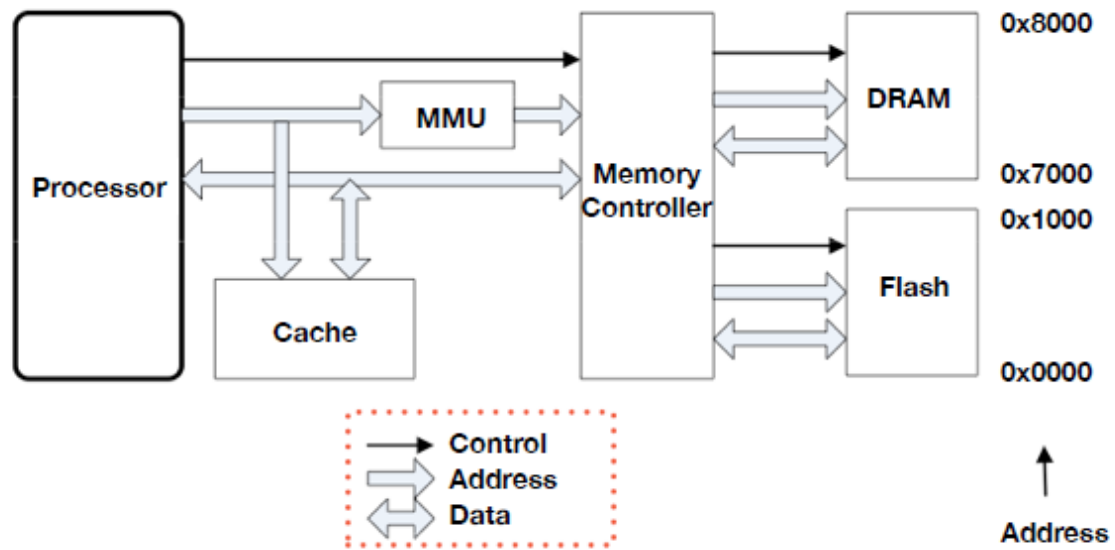 Processor
MMU
Cache
Memory
Controller
DRAM
Flash
0x8000
0x7000
0x1000
0x0000
Control
Address
Data
Address